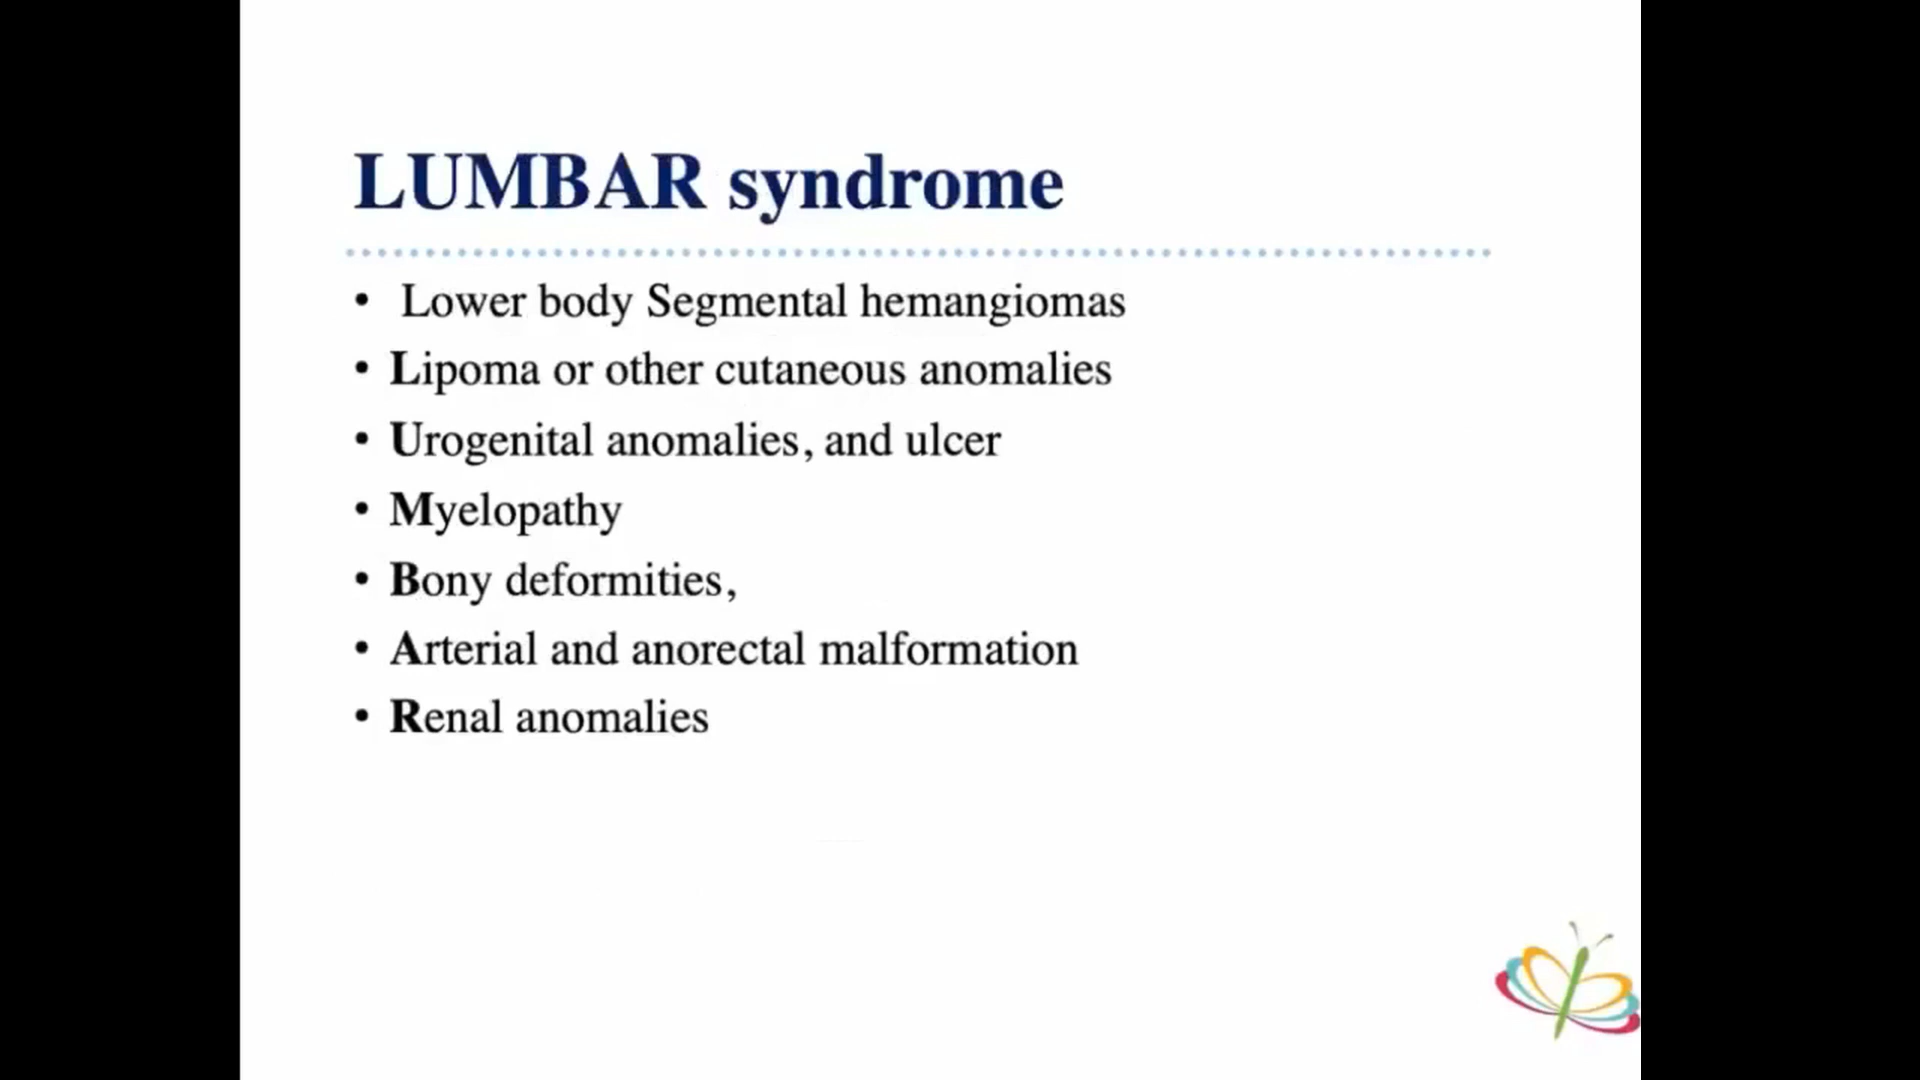 LUMBAR syndrome
• Lower body Segmental hemangiomas
• Lipoma or other cutaneous anomalies
• Urogenital anomalies, and ulcer
• Myelopathy
• Bony deformities,
• Arterial and anorectal malformation
• Renal anomalies